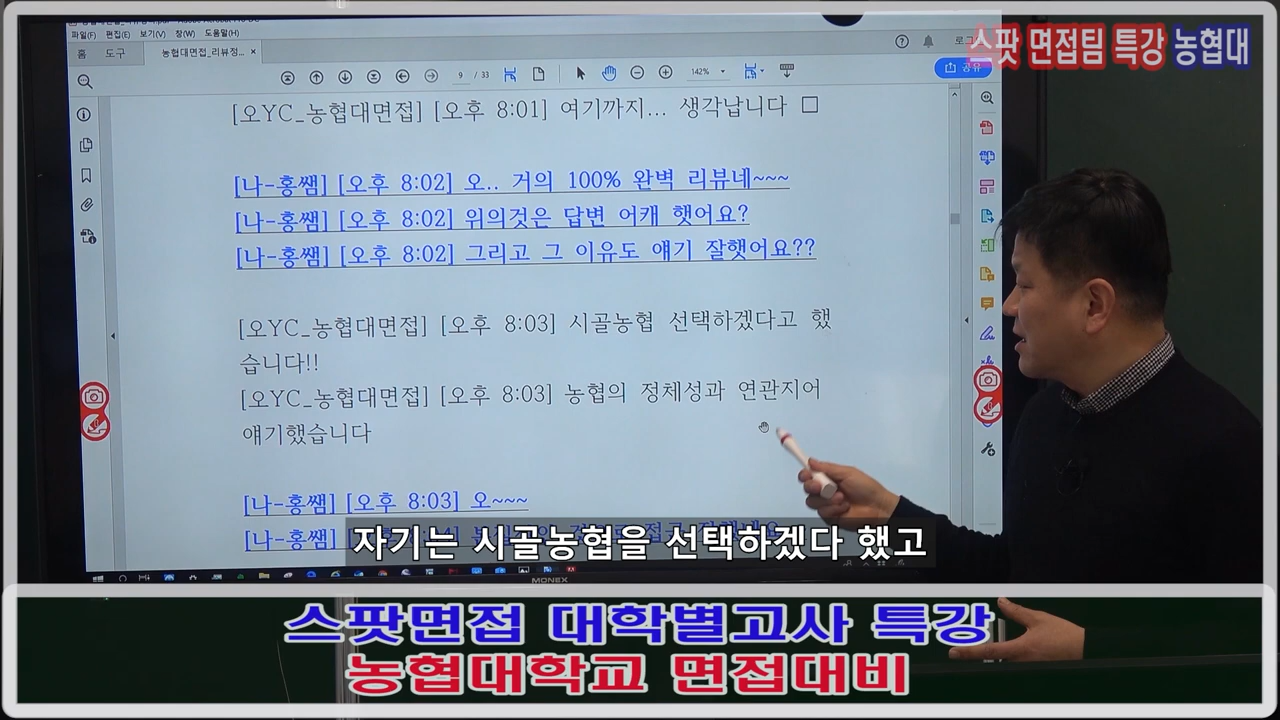 파일(F) 편집(E) 보기(V) 창(W) 도움말(H)
홈 도구 농협대면접_리뷰정... ×
9 / 33 142%
공유
스팟 면접팀 특강 농협대
[오YC_농협대면접] [오후 8:01] 여기까지... 생각납니다 □
[나-홍쌤] [오후 8:02] 오.. 거의 100% 완벽 리뷰네~~~
[나-홍쌤] [오후 8:02] 위의것은 답변 어캐 햇어요?
[나-홍쌤] [오후 8:02] 그리고 그 이유도 얘기 잘햇어요??
[오YC_농협대면접] [오후 8:03] 시골농협 선택하겠다고 했
습니다!!
[오YC_농협대면접] [오후 8:03] 농협의 정체성과 연관지어
얘기했습니다
[나-홍쌤] [오후 8:03] 오~~~
[나-홍쌤]
자기는 시골농협을 선택하겠다 했고
MONEX
스팟면접 대학별고사 특강
농협대학교 면접대비